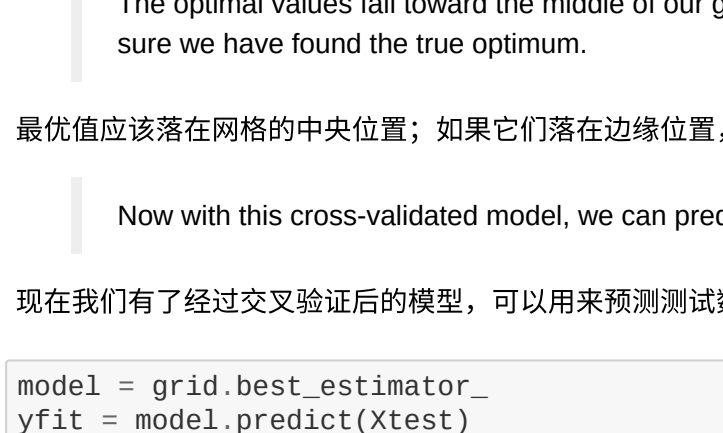 The optimal values fall toward the middle of our
sure we have found the true optimum.
最优值应该落在网格的中央位置；如果它们落在边缘位置，
Now with this cross-validated model, we can
现在我们有了经过交叉验证后的模型，可以用来预测测试
model = grid.best_estimator_
yfit = model.predict(Xtest)